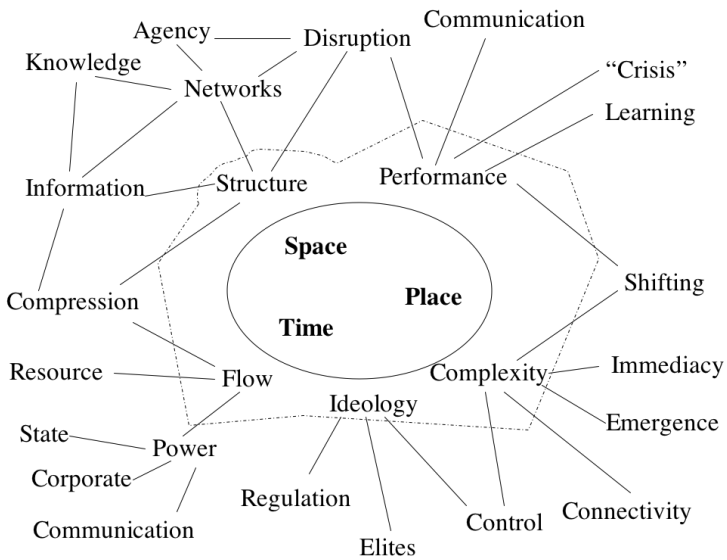 Communication
Agency
Disruption
Knowledge
Networks
“Crisis”
Learning
Information
Structure
Performance
Space
Place
Time
Shifting
Compression
Resource
Flow
Complexity
Immediacy
Ideology
Emergence
State
Power
Corporate
Regulation
Connectivity
Communication
Control
Elites